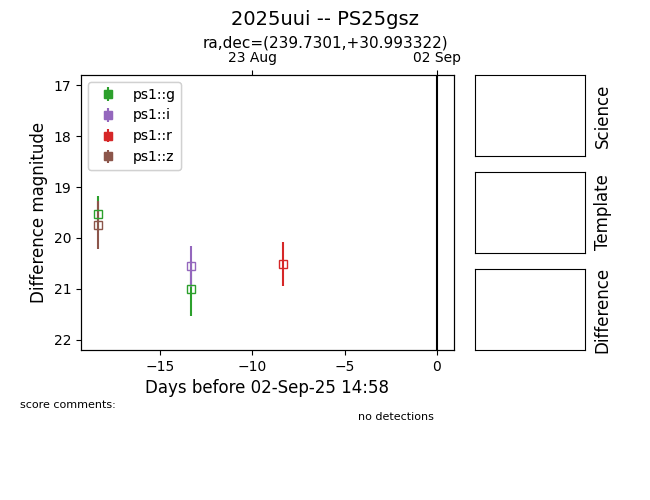 2025uui -- PS25gsz
ra,dec=(239.7301,+30.993322)
23 Aug 02 Sep
17
18
19
20
21
22
Difference magnitude
ps1::g
ps1::i
ps1::r
ps1::z
−15 −10 −5 0
Days before 02-Sep-25 14:58
Science
Template
Difference
score comments:
no detections